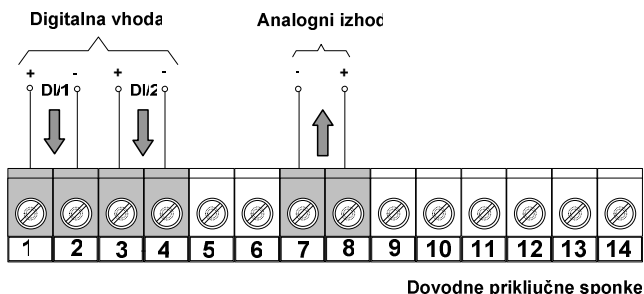 Digitalna vhoda
Analogni izhod
+ - + - - +
DI/1 DI/2
1 2 3 4 5 6 7 8 9 10 11 12 13 14
Dovodne priključne sponke